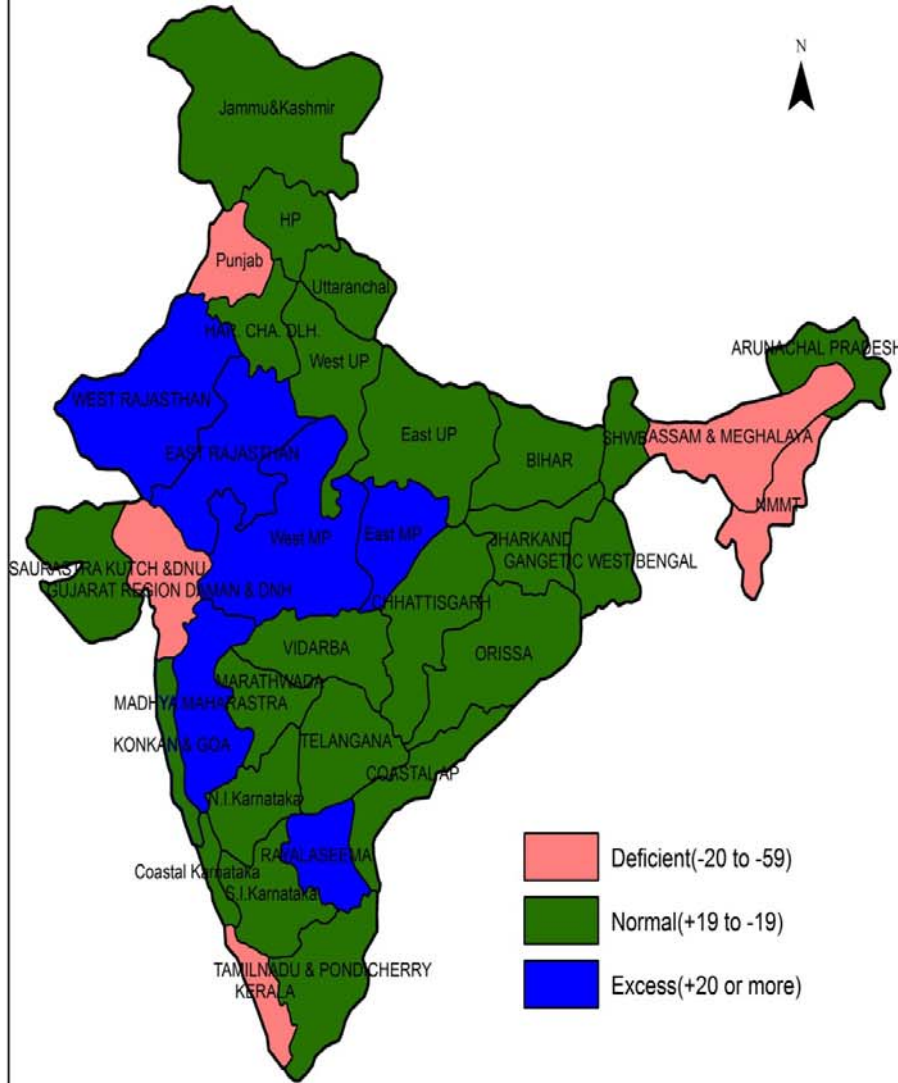 N
Jammu&Kashmir
HP
Punjab
Uttaranchal
HAR. CHA. DLH.
West UP
ARUNACHAL PRADESH
WEST RAJASTHAN
East UP
SHWB
ASSAM & MEGHALAYA
EAST RAJASTHAN
BIHAR
NMMT
West MP
East MP
JHARKAND
GANGETIC WEST BENGAL
SAURASTRA KUTCH &DNU
GUJARAT REGION DAMAN & DNH
CHHATTISGARH
VIDARBA
ORISSA
MARATHWADA
MADHYA MAHARASTRA
KONKAN & GOA
TELANGANA
COASTAL AP
N.I.Karnataka
RAYALASEEMA
Coastal Karnataka
S.I.Karnataka
TAMILNADU & POND CHERRY
KERALA
Deficient(-20 to -59)
Normal(+19 to -19)
Excess(+20 or more)